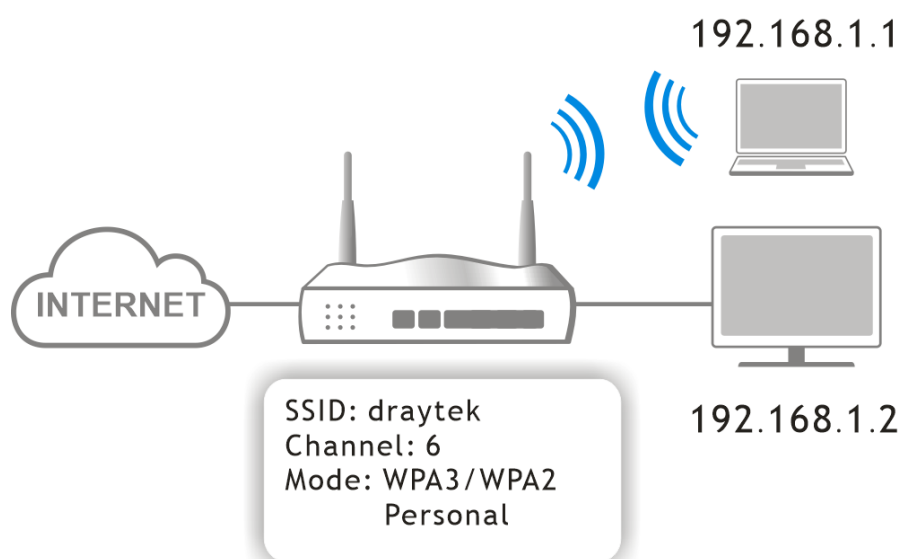 192.168.1.1
INTERNET
SSID: draytek
Channel: 6
Mode: WPA3/WPA2
Personal
192.168.1.2